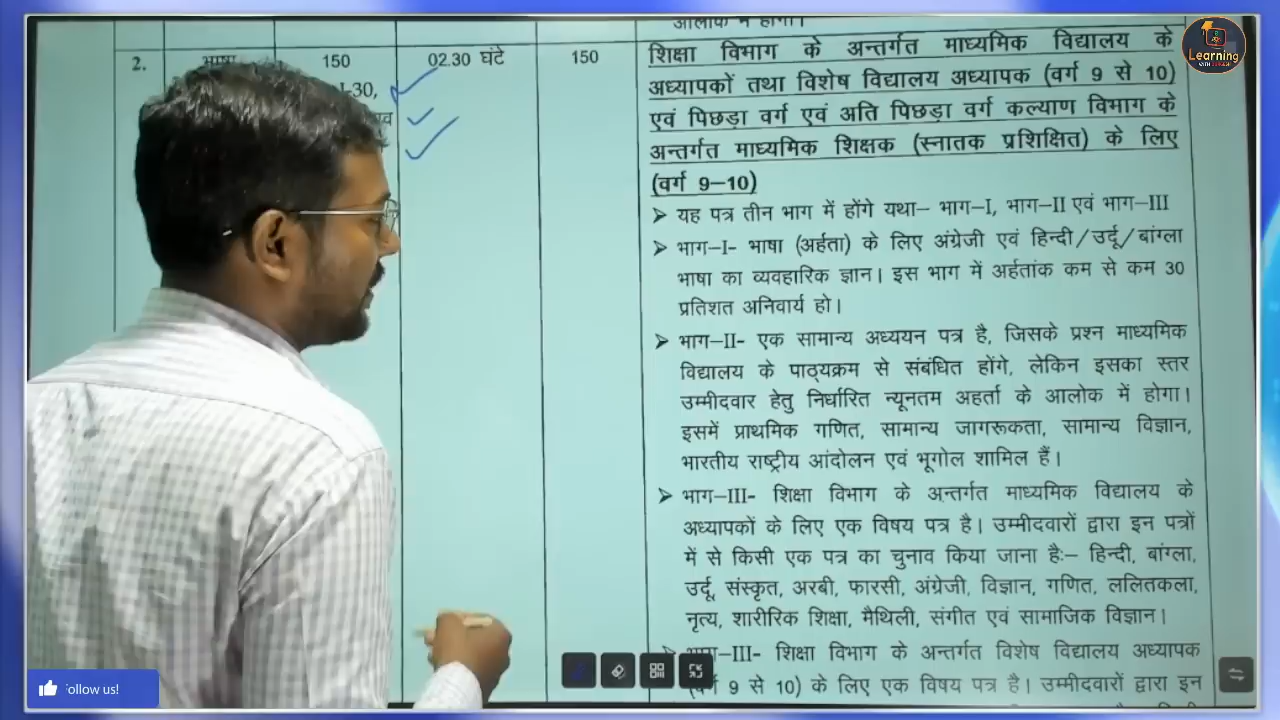 आलोक में होगा।
2. भाषा 150 02.30 घंटे 150
शिक्षा विभाग के अन्तर्गत माध्यमिक विद्यालय के
अध्यापकों तथा विशेष विद्यालय अध्यापक (वर्ग 9 से 10)
एवं पिछड़ा वर्ग एवं अति पिछड़ा वर्ग कल्याण विभाग के
अन्तर्गत माध्यमिक शिक्षक (स्नातक प्रशिक्षित) के लिए
(वर्ग 9–10)
➢ यह पत्र तीन भाग में होंगे यथा– भाग–I, भाग–II एवं भाग–III
➢ भाग–I- भाषा (अर्हता) के लिए अंग्रेजी एवं हिन्दी/उर्दू/बांग्ला
भाषा का व्यवहारिक ज्ञान। इस भाग में अर्हतांक कम से कम 30
प्रतिशत अनिवार्य हो।
➢ भाग–II- एक सामान्य अध्ययन पत्र है, जिसके प्रश्न माध्यमिक
विद्यालय के पाठ्यक्रम से संबंधित होंगे, लेकिन इसका स्तर
उम्मीदवार हेतु निर्धारित न्यूनतम अहर्ता के आलोक में होगा।
इसमें प्राथमिक गणित, सामान्य जागरूकता, सामान्य विज्ञान,
भारतीय राष्ट्रीय आंदोलन एवं भूगोल शामिल हैं।
➢ भाग–III- शिक्षा विभाग के अन्तर्गत माध्यमिक विद्यालय के
अध्यापकों के लिए एक विषय पत्र है। उम्मीदवारों द्वारा इन पत्रों
में से किसी एक पत्र का चुनाव किया जाना हैः– हिन्दी, बांग्ला,
उर्दू, संस्कृत, अरबी, फारसी, अंग्रेजी, विज्ञान, गणित, ललितकला,
नृत्य, शारीरिक शिक्षा, मैथिली, संगीत एवं सामाजिक विज्ञान।
–III- शिक्षा विभाग के अन्तर्गत विशेष विद्यालय अध्यापक
(वर्ग 9 से 10) के लिए एक विषय पत्र है। उम्मीदवारों द्वारा इन
-30,
एवं
Learning
Follow us!